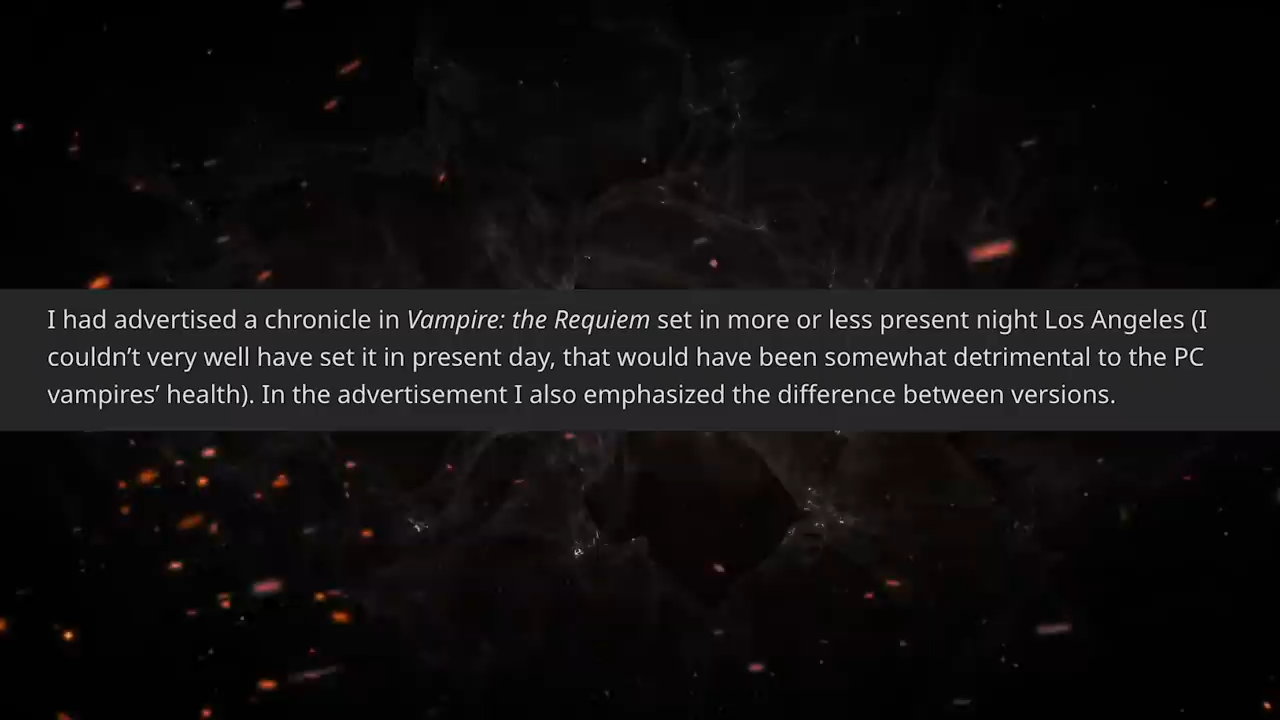 I had advertised a chronicle in Vampire: the Requiem set in more or less present night Los Angeles (I
couldn’t very well have set it in present day, that would have been somewhat detrimental to the PC
vampires’ health). In the advertisement I also emphasized the difference between versions.